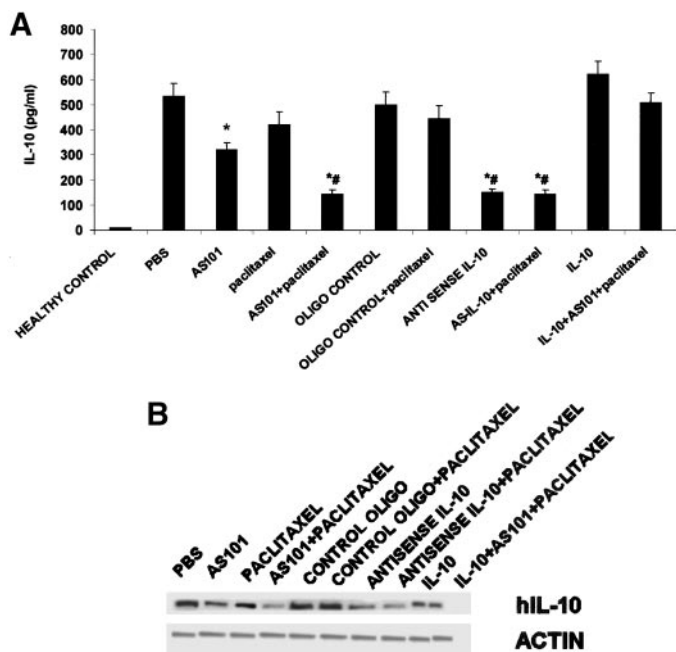 A
IL-10 (pg/ml)
800
700
600
500
400
300
200
100
0
*
*#
*#
*#
HEALTHY CONTROL
PBS
AS101
paclitaxel
AS101+paclitaxel
OLIGO CONTROL
OLIGO CONTROL+paclitaxel
ANTI SENSE IL-10
AS-IL-10+paclitaxel
IL-10
IL-10+AS101+paclitaxel
B
PBS
AS101
PACLITAXEL
AS101+PACLITAXEL
CONTROL OLIGO
CONTROL OLIGO+PACLITAXEL
ANTISENSE IL-10
ANTISENSE IL-10+PACLITAXEL
IL-10
IL-10+AS101+PACLITAXEL
hIL-10
ACTIN